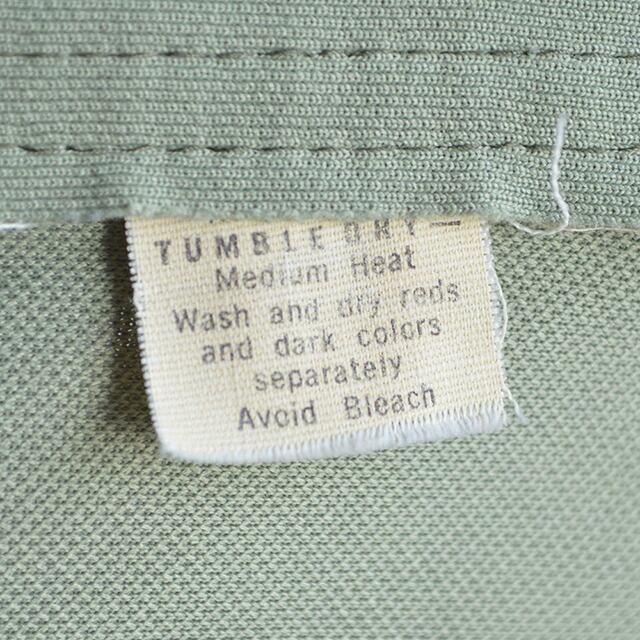 TUMBLE DRY
Medium Heat
Wash and dry reds
and dark colors
separately
Avoid Bleach